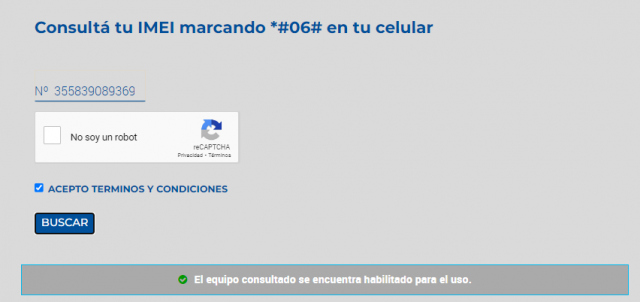 Consultá tu IMEI marcando *#06# en tu celular
Nº 355839089369
No soy un robot
reCAPTCHA
Privacidad - Términos
ACEPTO TERMINOS Y CONDICIONES
BUSCAR
El equipo consultado se encuentra habilitado para el uso.